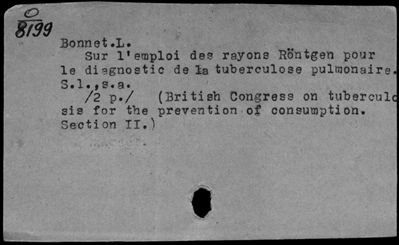 O
8199
Bonnet.L.
Sur l'emploi des rayons Röntgen pour
le diagnostic de la tuberculose pulmonaire.
S.l.,s.a.
/2 p./ (British Congress on tuberculo
sis for the prevention of consumption.
Section II.)